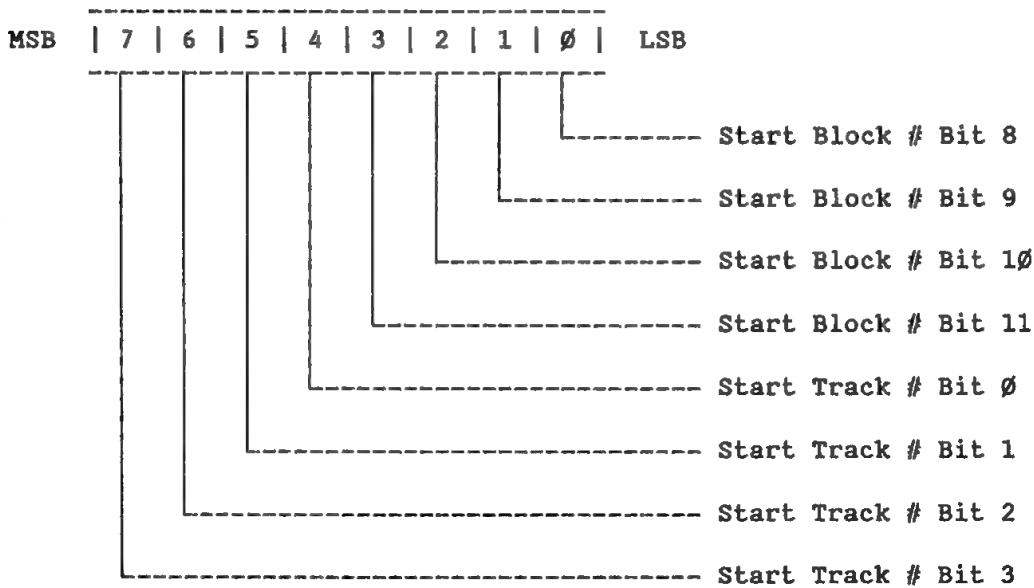 MSB | 7 | 6 | 5 | 4 | 3 | 2 | 1 | Ø | LSB
Start Block # Bit 8
Start Block # Bit 9
Start Block # Bit 1Ø
Start Block # Bit 11
Start Track # Bit Ø
Start Track # Bit 1
Start Track # Bit 2
Start Track # Bit 3